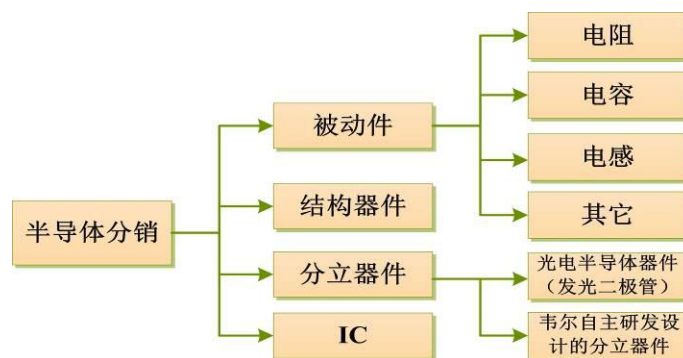 电阻
电容
被动件
电感
结构器件
其它
半导体分销
分立器件
光电半导体器件
（发光二极管）
IC
韦尔自主研发设
计的分立器件